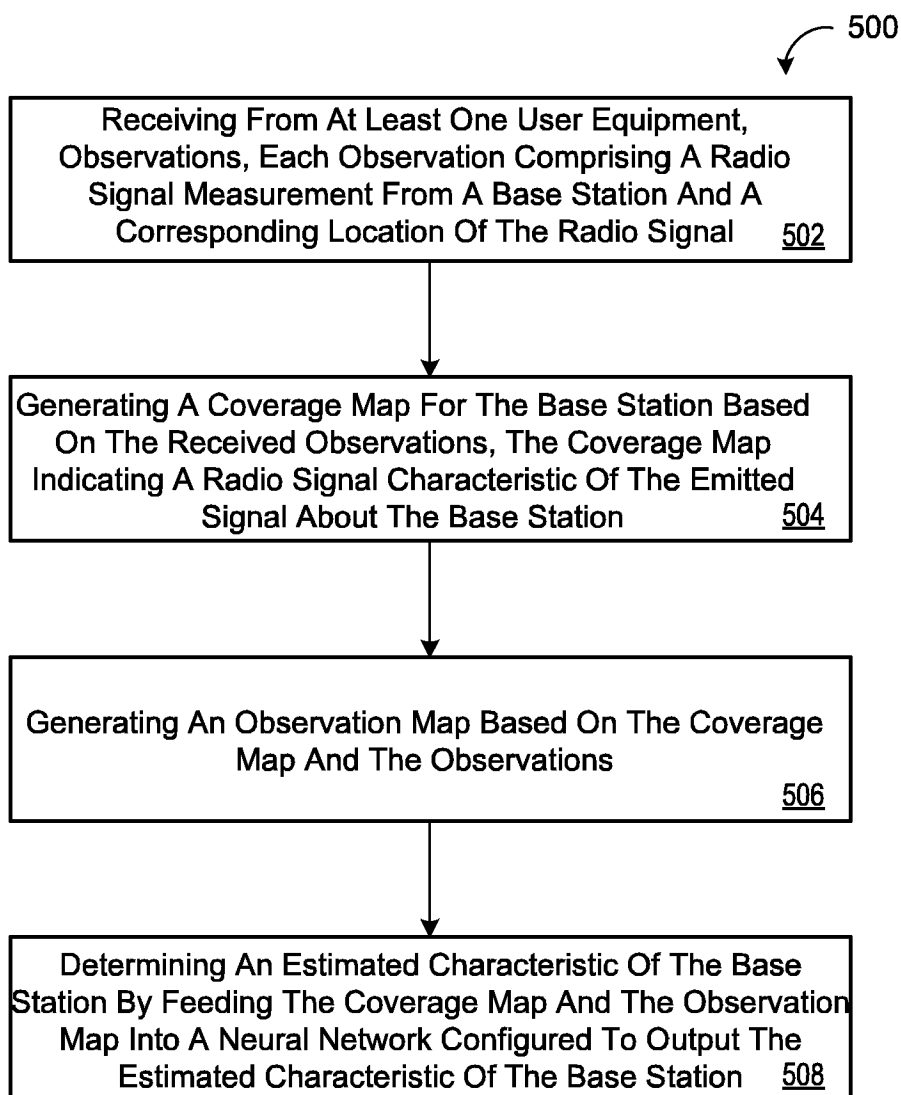 500
Receiving From At Least One User Equipment,
Observations, Each Observation Comprising A Radio
Signal Measurement From A Base Station And A
Corresponding Location Of The Radio Signal 502
Generating A Coverage Map For The Base Station Based
On The Received Observations, The Coverage Map
Indicating A Radio Signal Characteristic Of The Emitted
Signal About The Base Station 504
Generating An Observation Map Based On The Coverage
Map And The Observations
506
Determining An Estimated Characteristic Of The Base
Station By Feeding The Coverage Map And The Observation
Map Into A Neural Network Configured To Output The
Estimated Characteristic Of The Base Station 508